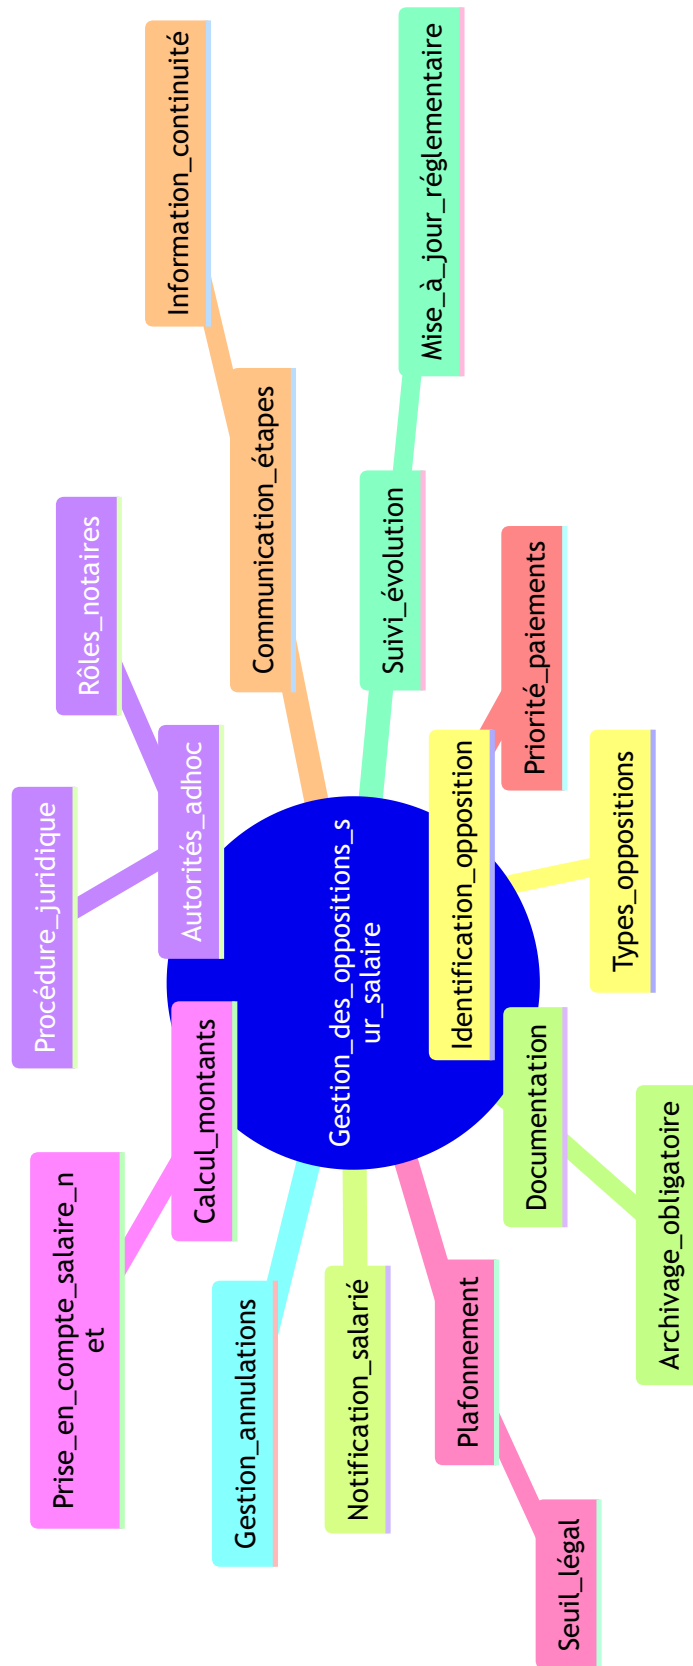 Information_continuité
Mise_à_jour_réglementaire
Communication_étapes
Suivi_évolution
Rôles_notaires
Priorité_paiements
Procédure_juridique
Autorités_adhoc
Identification_opposition
Types_oppositions
Gestion_des_oppositions_s
ur_salaire
Calcul_montants
Documentation
Prise_en_compte_salaire_n
et
Archivage_obligatoire
Gestion_annulations
Notification_salarié
Plafonnement
Seuil_légal